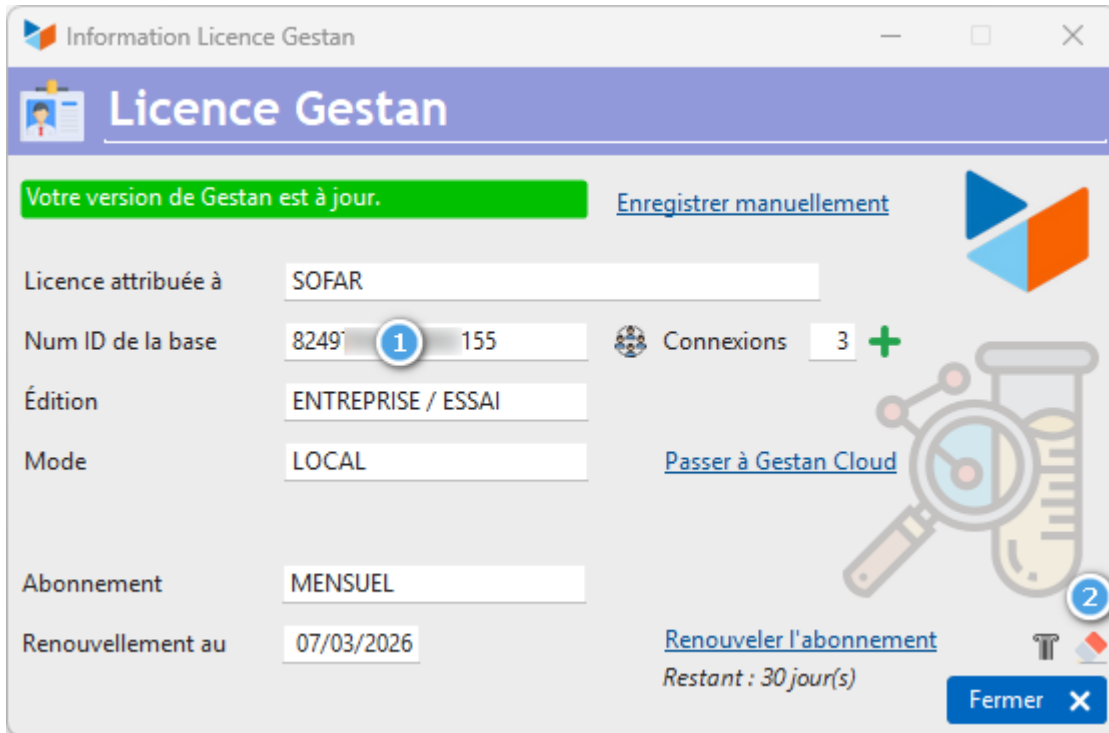 Information Licence Gestan
Licence Gestan
Votre version de Gestan est à jour.
Enregistrer manuellement
Licence attribuée à SOFAR
Num ID de la base 8249 1 155 Connexions 3
Édition ENTREPRISE / ESSAI
Mode LOCAL Passer à Gestan Cloud
Abonnement MENSUEL
2
Renouvellement au 07/03/2026 Renouveler l'abonnement
Restant : 30 jour(s)
Fermer